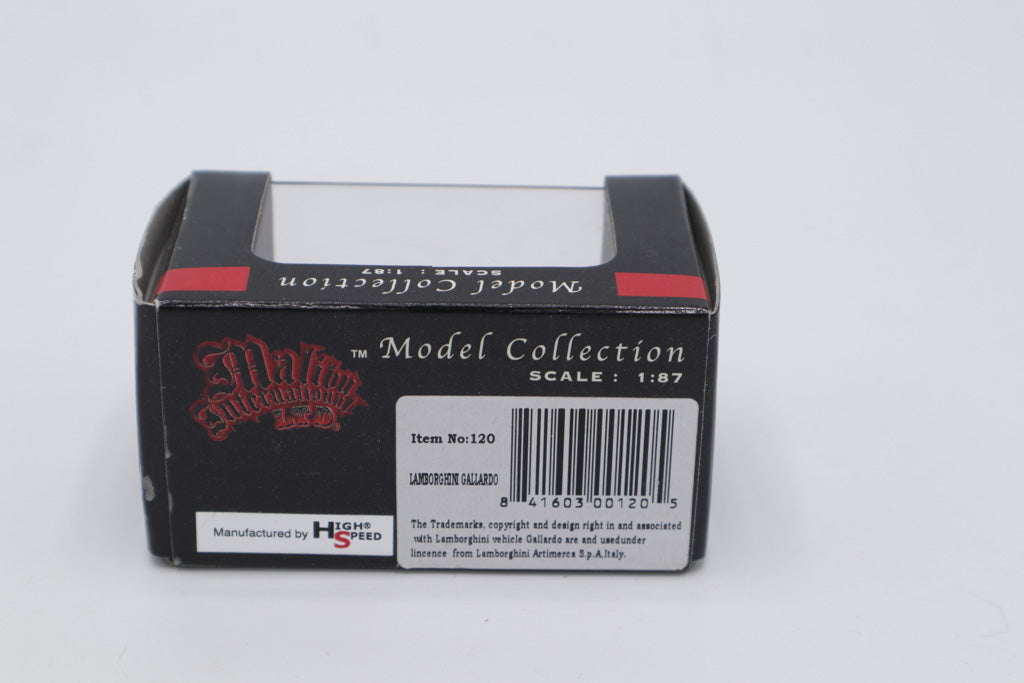 Model Collection
SCALE : 1:87
Malibu
International
LTD.
TM
Model Collection
SCALE : 1:87
Item No:120
LAMBORGHINI GALLARDO
8 41603 00120 5
The Trademarks, copyright and design right in and associated
with Lamborghini vehicle Gallardo are and usedunder
lincence from Lamborghini Artimerca S.p.A,Italy.
Manufactured by HIGH® SPEED